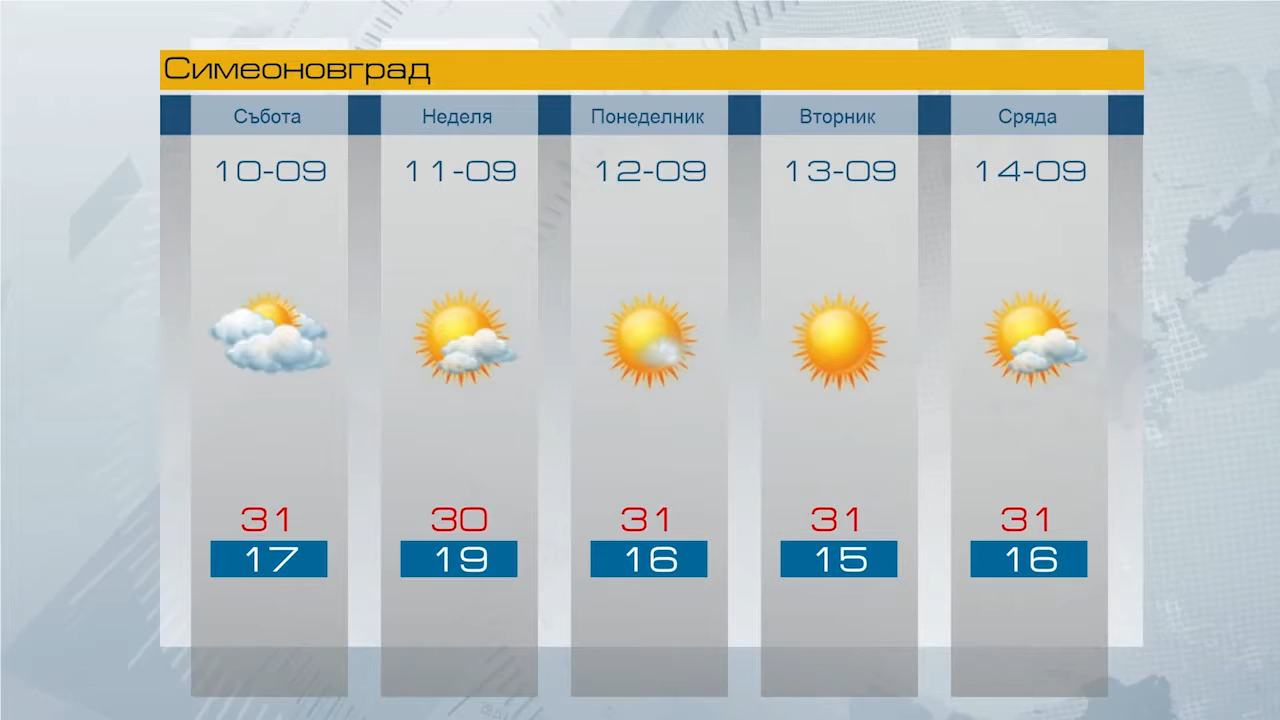 Симеоновград
Събота Неделя Понеделник Вторник Сряда
10-09 11-09 12-09 13-09 14-09
31 30 31 31 31
17 19 16 15 16